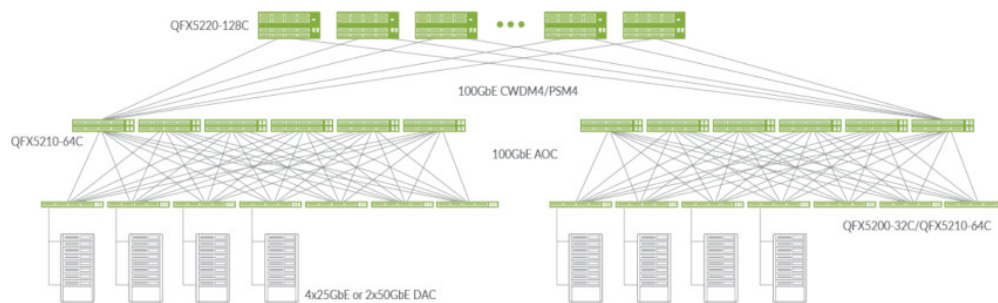 QFX5220-128C
100GbE CWDM4/PSM4
QFX5210-64C
100GbE AOC
QFX5200-32C/QFX5210-64C
4x25GbE or 2x50GbE DAC